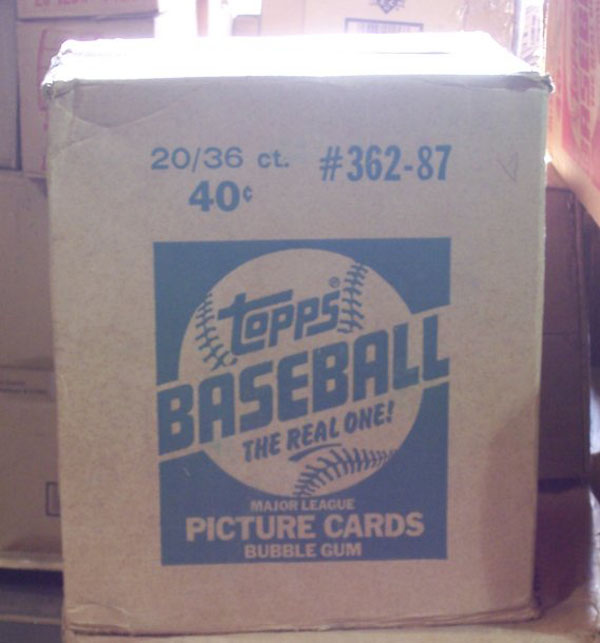 20/36 ct. #362-87
40¢
topps®
BASEBALL
THE REAL ONE!
MAJOR LEAGUE
PICTURE CARDS
BUBBLE GUM